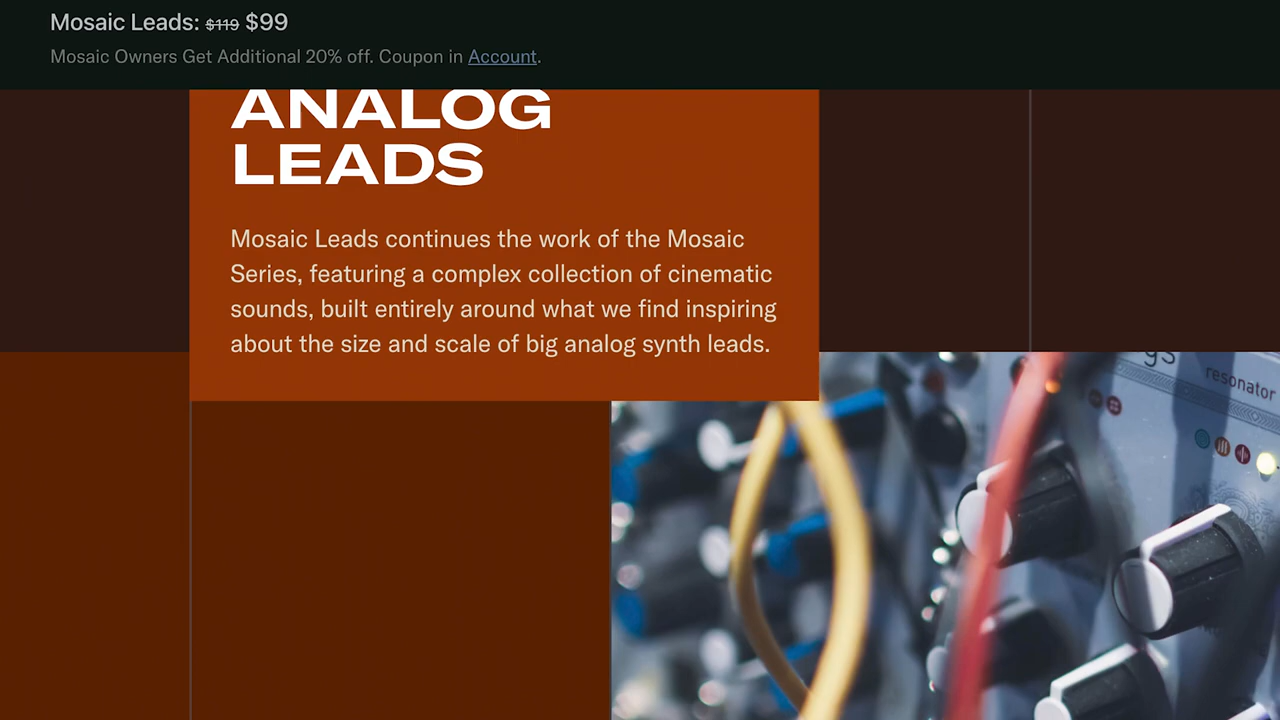 Mosaic Leads: $119 $99
Mosaic Owners Get Additional 20% off. Coupon in Account.
ANALOG
LEADS
Mosaic Leads continues the work of the Mosaic
Series, featuring a complex collection of cinematic
sounds, built entirely around what we find inspiring
about the size and scale of big analog synth leads.
gs
resonator